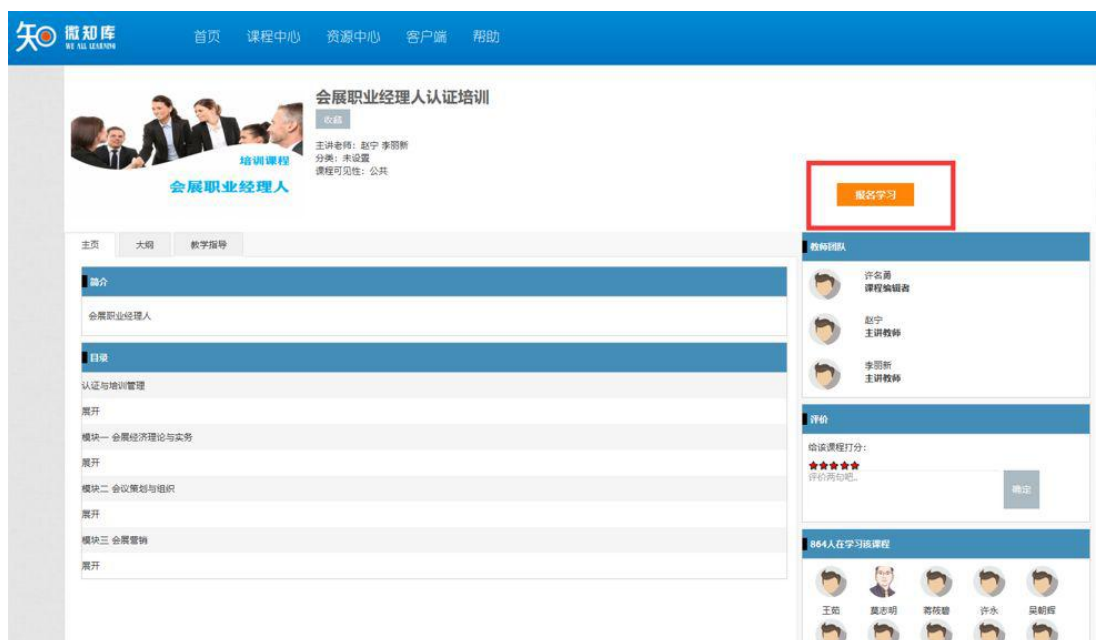 知 微知库
WE ALL LEARNING
首页 课程中心 资源中心 客户端 帮助
会展职业经理人认证培训
收藏
主讲老师：赵宁 李丽新
分类：未设置
课程可见性：公共
培训课程
会展职业经理人
报名学习
主页 大纲 教学指导
简介
会展职业经理人
目录
认证与培训管理
展开
模块一 会展经济理论与实务
展开
模块二 会议策划与组织
展开
模块三 会展营销
展开
教师团队
许名勇
课程编辑者
赵宁
主讲教师
李丽新
主讲教师
评价
给该课程打分：
评价两句吧。
确定
864人在学习该课程
王茹 莫志明 蒋筱碧 许永 吴朝辉